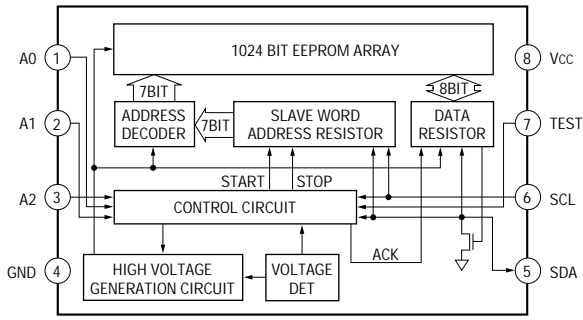 1024 BIT EEPROM ARRAY
A0
1
8
Vcc
7BIT
8BIT
A1
2
ADDRESS
DECODER
7BIT
SLAVE WORD
ADDRESS RESISTOR
DATA
RESISTOR
7
TEST
START
STOP
A2
3
CONTROL CIRCUIT
6
SCL
ACK
GND
4
HIGH VOLTAGE
GENERATION CIRCUIT
VOLTAGE
DET
5
SDA